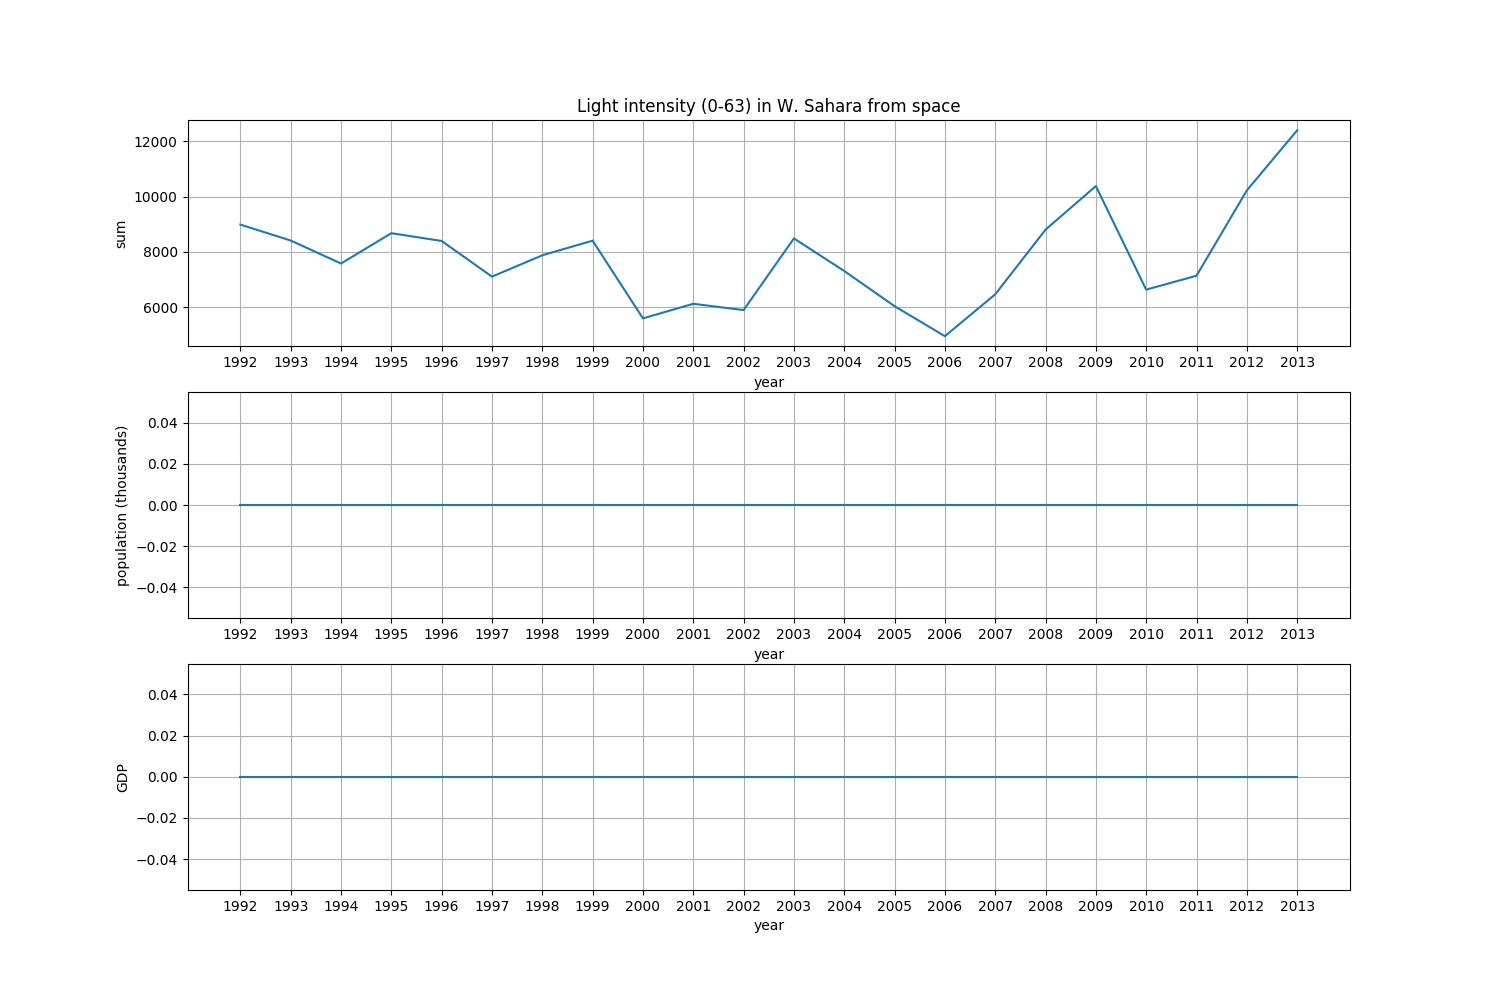 Light intensity (0-63) in W. Sahara from space
12000
10000
8000
6000
sum
1992 1993 1994 1995 1996 1997 1998 1999 2000 2001 2002 2003 2004 2005 2006 2007 2008 2009 2010 2011 2012 2013
year
0.04
0.02
0.00
−0.02
−0.04
population (thousands)
1992 1993 1994 1995 1996 1997 1998 1999 2000 2001 2002 2003 2004 2005 2006 2007 2008 2009 2010 2011 2012 2013
year
0.04
0.02
0.00
−0.02
−0.04
GDP
1992 1993 1994 1995 1996 1997 1998 1999 2000 2001 2002 2003 2004 2005 2006 2007 2008 2009 2010 2011 2012 2013
year